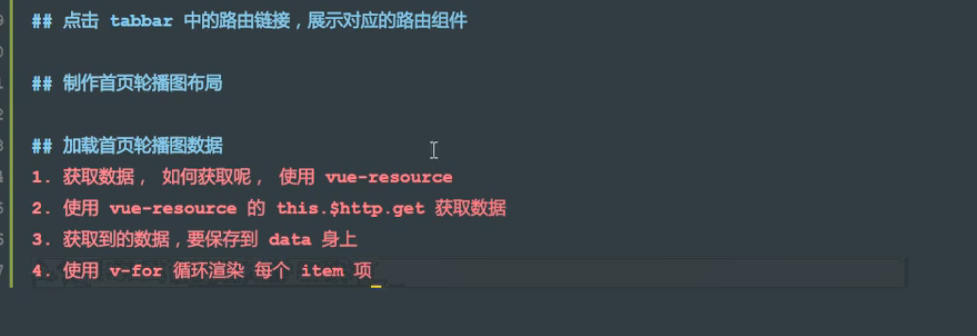 ## 点击 tabbar 中的路由链接，展示对应的路由组件
## 制作首页轮播图布局
## 加载首页轮播图数据
1. 获取数据， 如何获取呢， 使用 vue-resource
2. 使用 vue-resource 的 this.$http.get 获取数据
3. 获取到的数据，要保存到 data 身上
4. 使用 v-for 循环渲染 每个 item 项